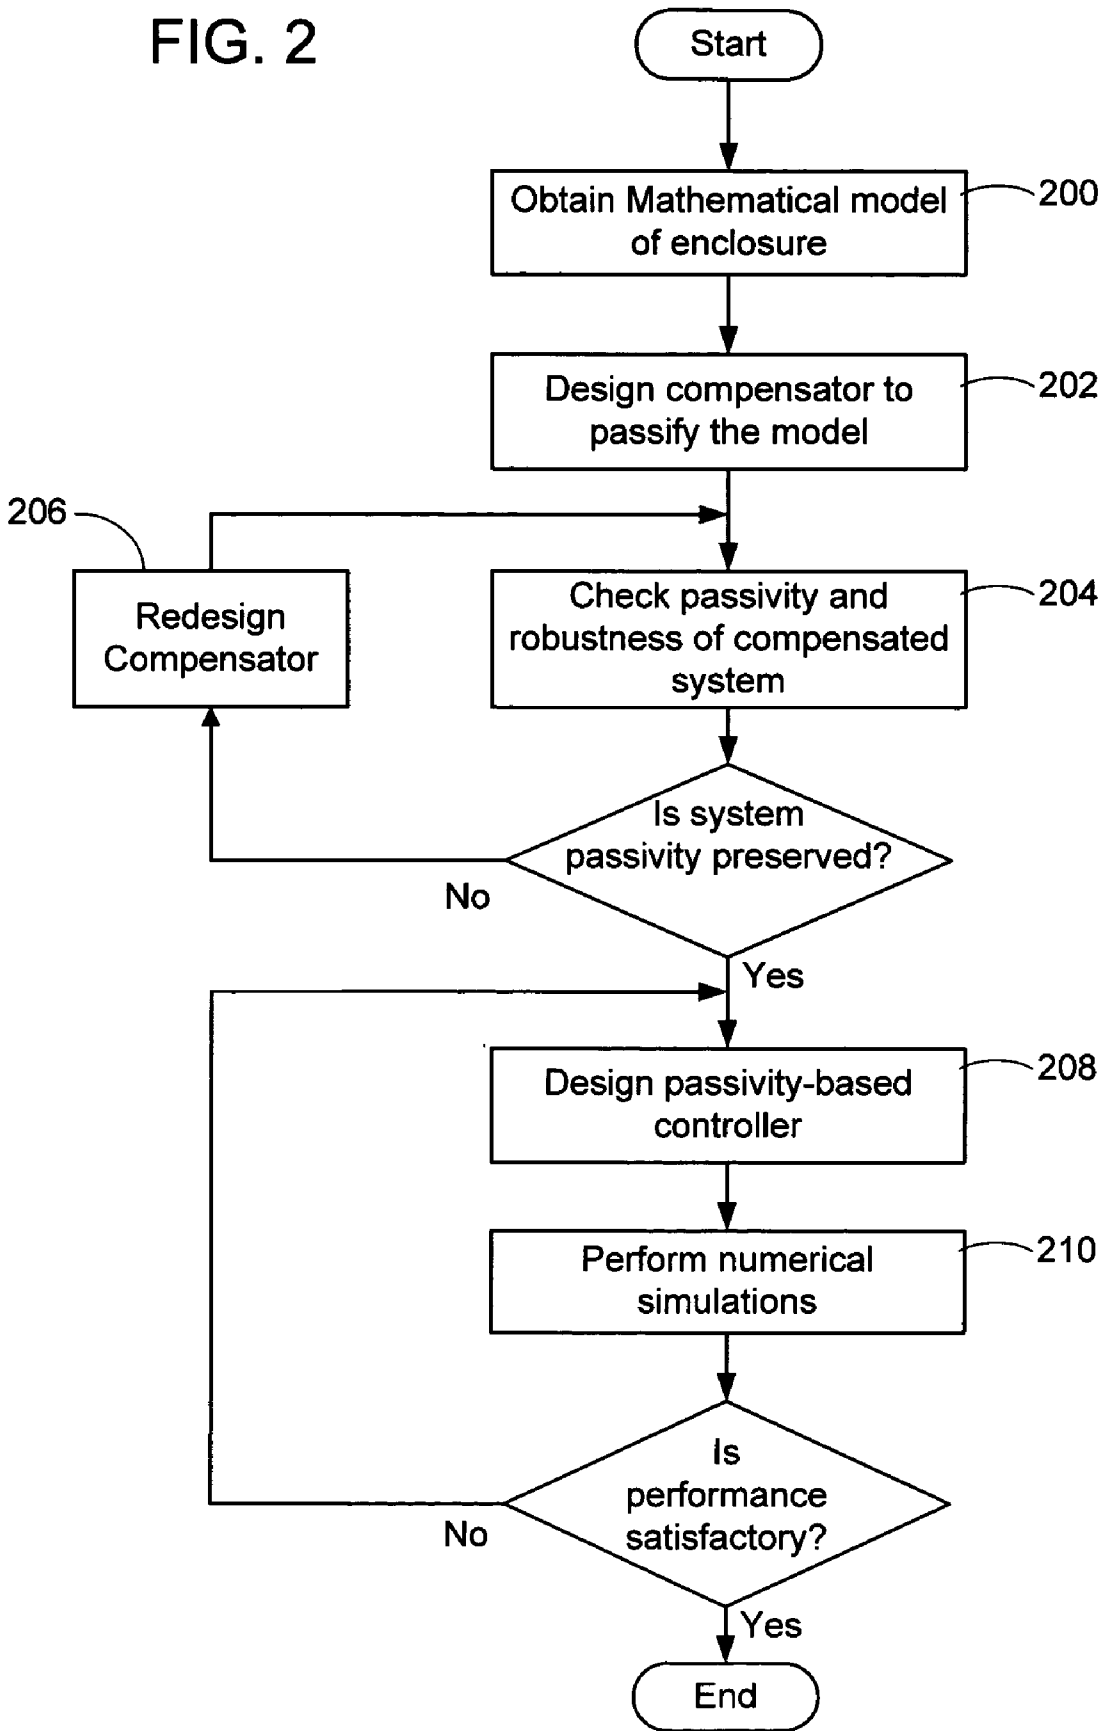 FIG. 2
Start
Obtain Mathematical model
of enclosure
200
Design compensator to
passify the model
202
206
Redesign
Compensator
Check passivity and
robustness of compensated
system
204
Is system
passivity preserved?
No
Yes
Design passivity-based
controller
208
Perform numerical
simulations
210
Is
performance
satisfactory?
No
Yes
End